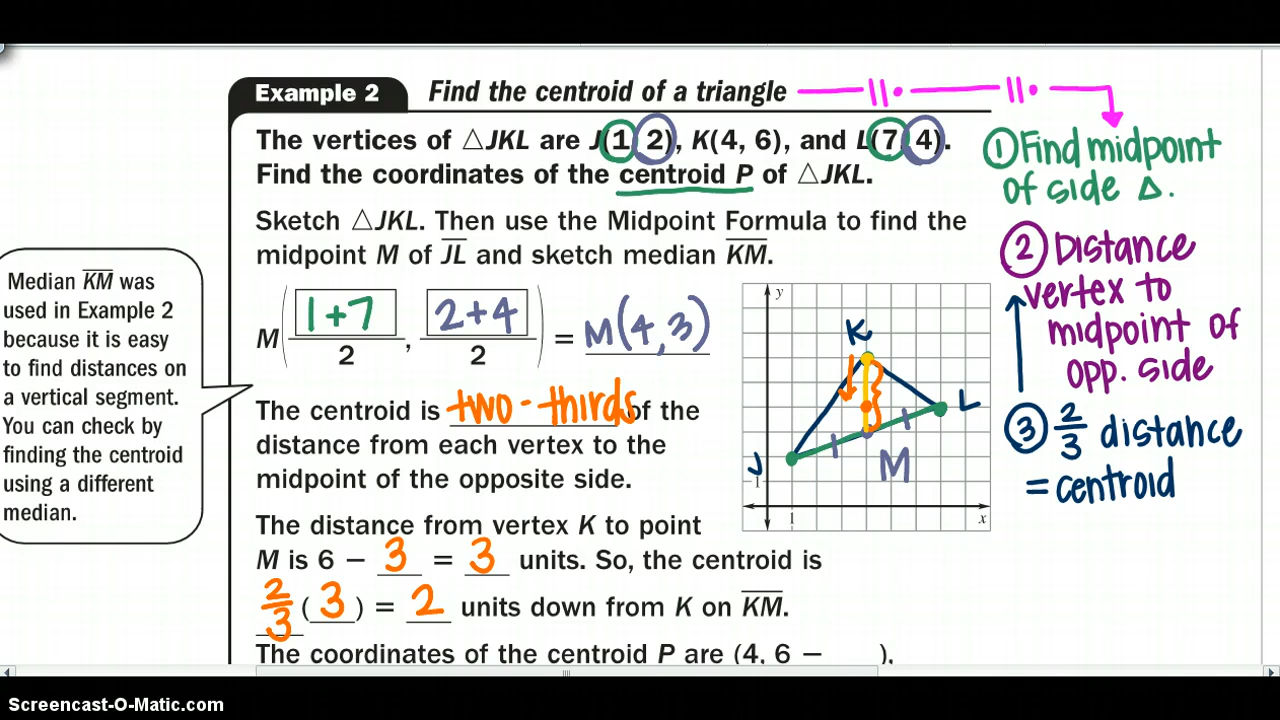 Example 2 Find the centroid of a triangle
The vertices of △JKL are J(1, 2), K(4, 6), and L(7, 4).
Find the coordinates of the centroid P of △JKL.
Sketch △JKL. Then use the Midpoint Formula to find the
midpoint M of J̅L̅ and sketch median K̅M̅.
M(1+7/2, 2+4/2) = M(4,3)
The centroid is two-thirds of the
distance from each vertex to the
midpoint of the opposite side.
The distance from vertex K to point
M is 6 − 3 = 3 units. So, the centroid is
2/3 (3) = 2 units down from K on K̅M̅.
The coordinates of the centroid P are (4, 6 − __ ).
Median K̅M̅ was
used in Example 2
because it is easy
to find distances on
a vertical segment.
You can check by
finding the centroid
using a different
median.
y
K
L
J
M
1
1
x
① Find midpoint
of side △.
② Distance
vertex to
midpoint of
opp. side
③ 2/3 distance
= centroid
Screencast-O-Matic.com